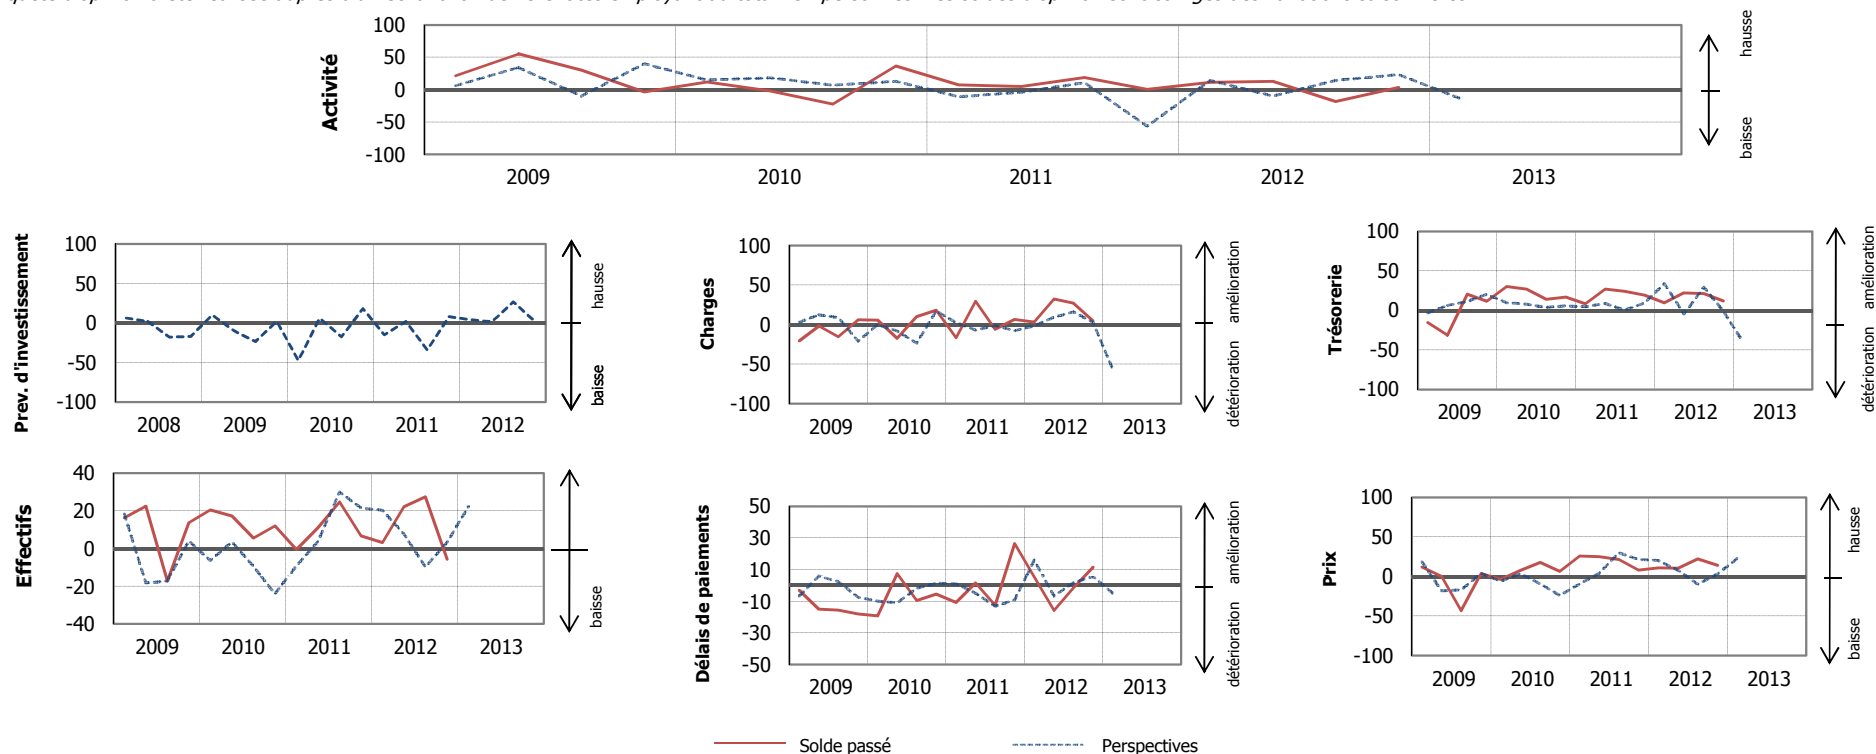 100
50
0
-50
-100
Activité
2009 2010 2011 2012 2013
hausse
baisse
Prev. d'investissement
100
50
0
-50
-100
2008 2009 2010 2011 2012
hausse
baisse
Charges
100
50
0
-50
-100
2009 2010 2011 2012 2013
amélioration
détérioration
Trésorerie
100
50
0
-50
-100
2009 2010 2011 2012 2013
amélioration
détérioration
Effectifs
40
20
0
-20
-40
2009 2010 2011 2012 2013
baisse
Délais de paiements
50
30
10
-10
-30
-50
2009 2010 2011 2012 2013
amélioration
détérioration
Prix
100
50
0
-50
-100
2009 2010 2011 2012 2013
hausse
baisse
Solde passé
Perspectives